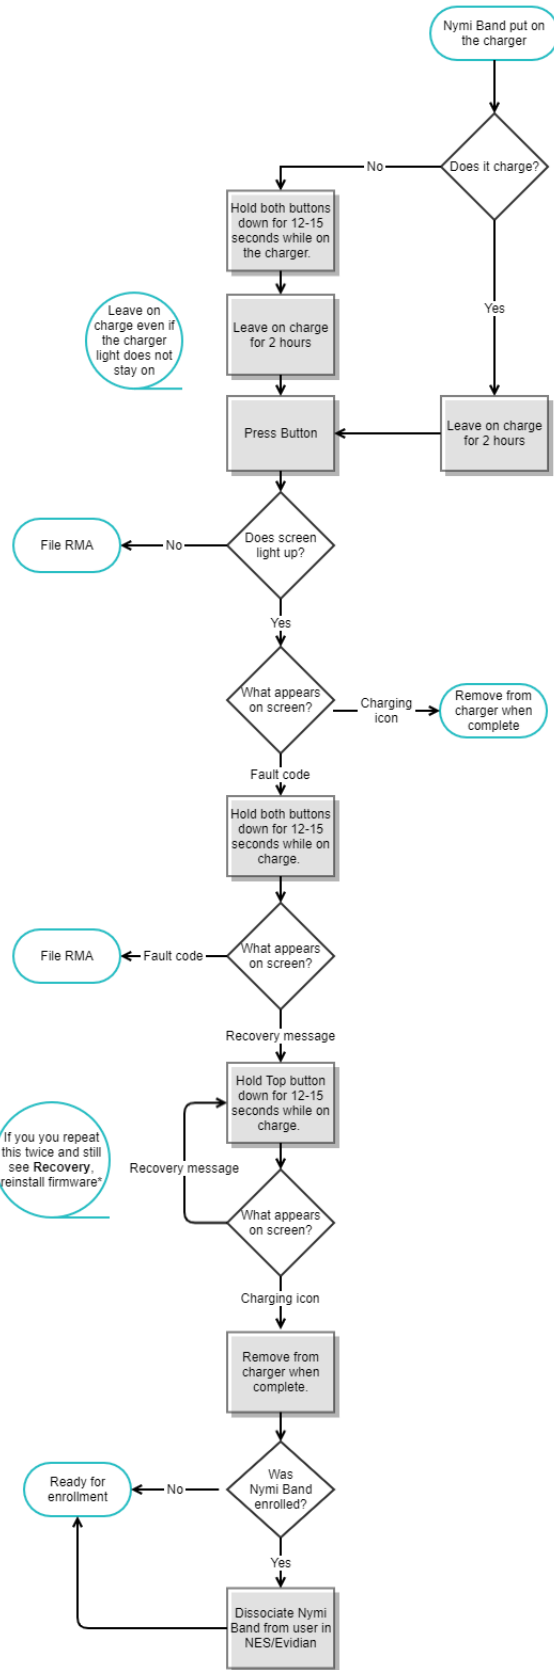 Nymi Band put on
the charger
Does it charge?
No
Hold both buttons
down for 12-15
seconds while on
the charger.
Yes
Leave on
charge even if
the charger
light does not
stay on
Leave on charge
for 2 hours
Press Button
Leave on charge
for 2 hours
Does screen
light up?
No
File RMA
Yes
What appears
on screen?
Charging
icon
Remove from
charger when
complete
Fault code
Hold both buttons
down for 12-15
seconds while on
charge.
What appears
on screen?
Fault code
File RMA
Recovery message
Hold Top button
down for 12-15
seconds while on
charge.
If you you repeat
this twice and still
see Recovery,
reinstall firmware*
Recovery message
What appears
on screen?
Charging icon
Remove from
charger when
complete.
Was
Nymi Band
enrolled?
No
Ready for
enrollment
Yes
Dissociate Nymi
Band from user in
NES/Evidian